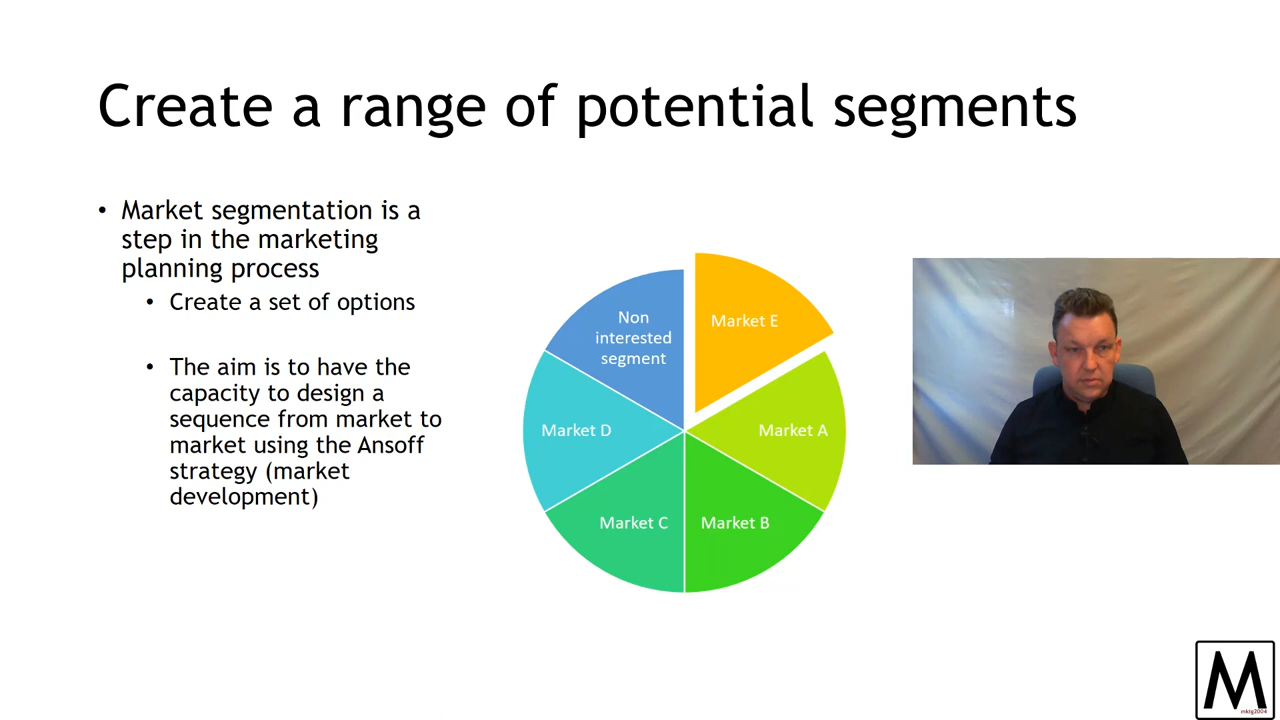 Create a range of potential segments
• Market segmentation is a
step in the marketing
planning process
• Create a set of options
• The aim is to have the
capacity to design a
sequence from market to
market using the Ansoff
strategy (market
development)
Non
interested
segment
Market E
Market D
Market A
Market C
Market B
M
mktg2004